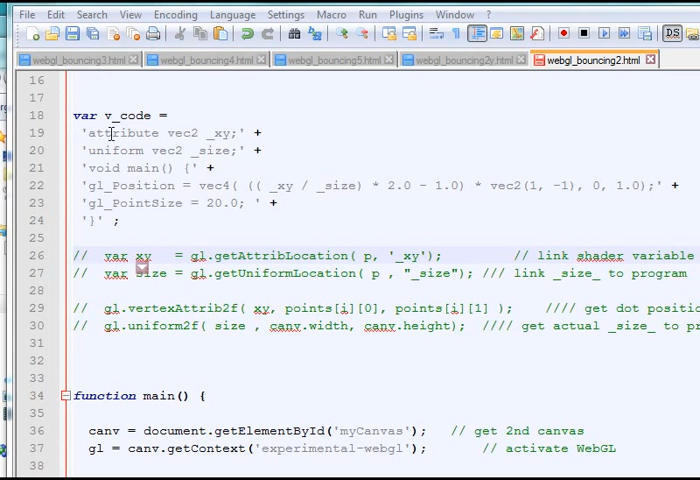 File Edit Search View Encoding Language Settings Macro Run Plugins Window ?
webgl_bouncing3.html webgl_bouncing4.html webgl_bouncing5.html webgl_bouncing2y.html webgl_bouncing2.html
16
17
18 var v_code =
19 'attribute vec2 _xy;' +
20 'uniform vec2 _size;' +
21 'void main() {' +
22 'gl_Position = vec4( (( _xy / _size) * 2.0 - 1.0) * vec2(1, -1), 0, 1.0);' +
23 'gl_PointSize = 20.0; ' +
24 '}' ;
25
26 // var xy = gl.getAttribLocation( p, '_xy'); // link shader variable
27 // var size = gl.getUniformLocation( p , "_size"); /// link _size_ to program
28
29 // gl.vertexAttrib2f( xy, points[i][0], points[i][1] ); //// get dot positio
30 // gl.uniform2f( size , canv.width, canv.height); //// get actual _size_ to pr
31
32
33
34 function main() {
35
36 canv = document.getElementById('myCanvas'); // get 2nd canvas
37 gl = canv.getContext('experimental-webgl'); // activate WebGL
38